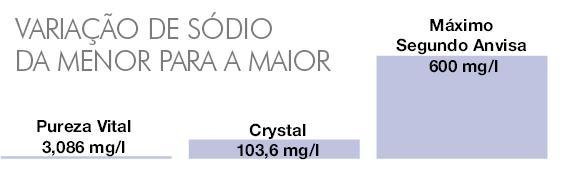 VARIAÇÃO DE SÓDIO
DA MENOR PARA A MAIOR
Pureza Vital
3,086 mg/l
Crystal
103,6 mg/l
Máximo
Segundo Anvisa
600 mg/l